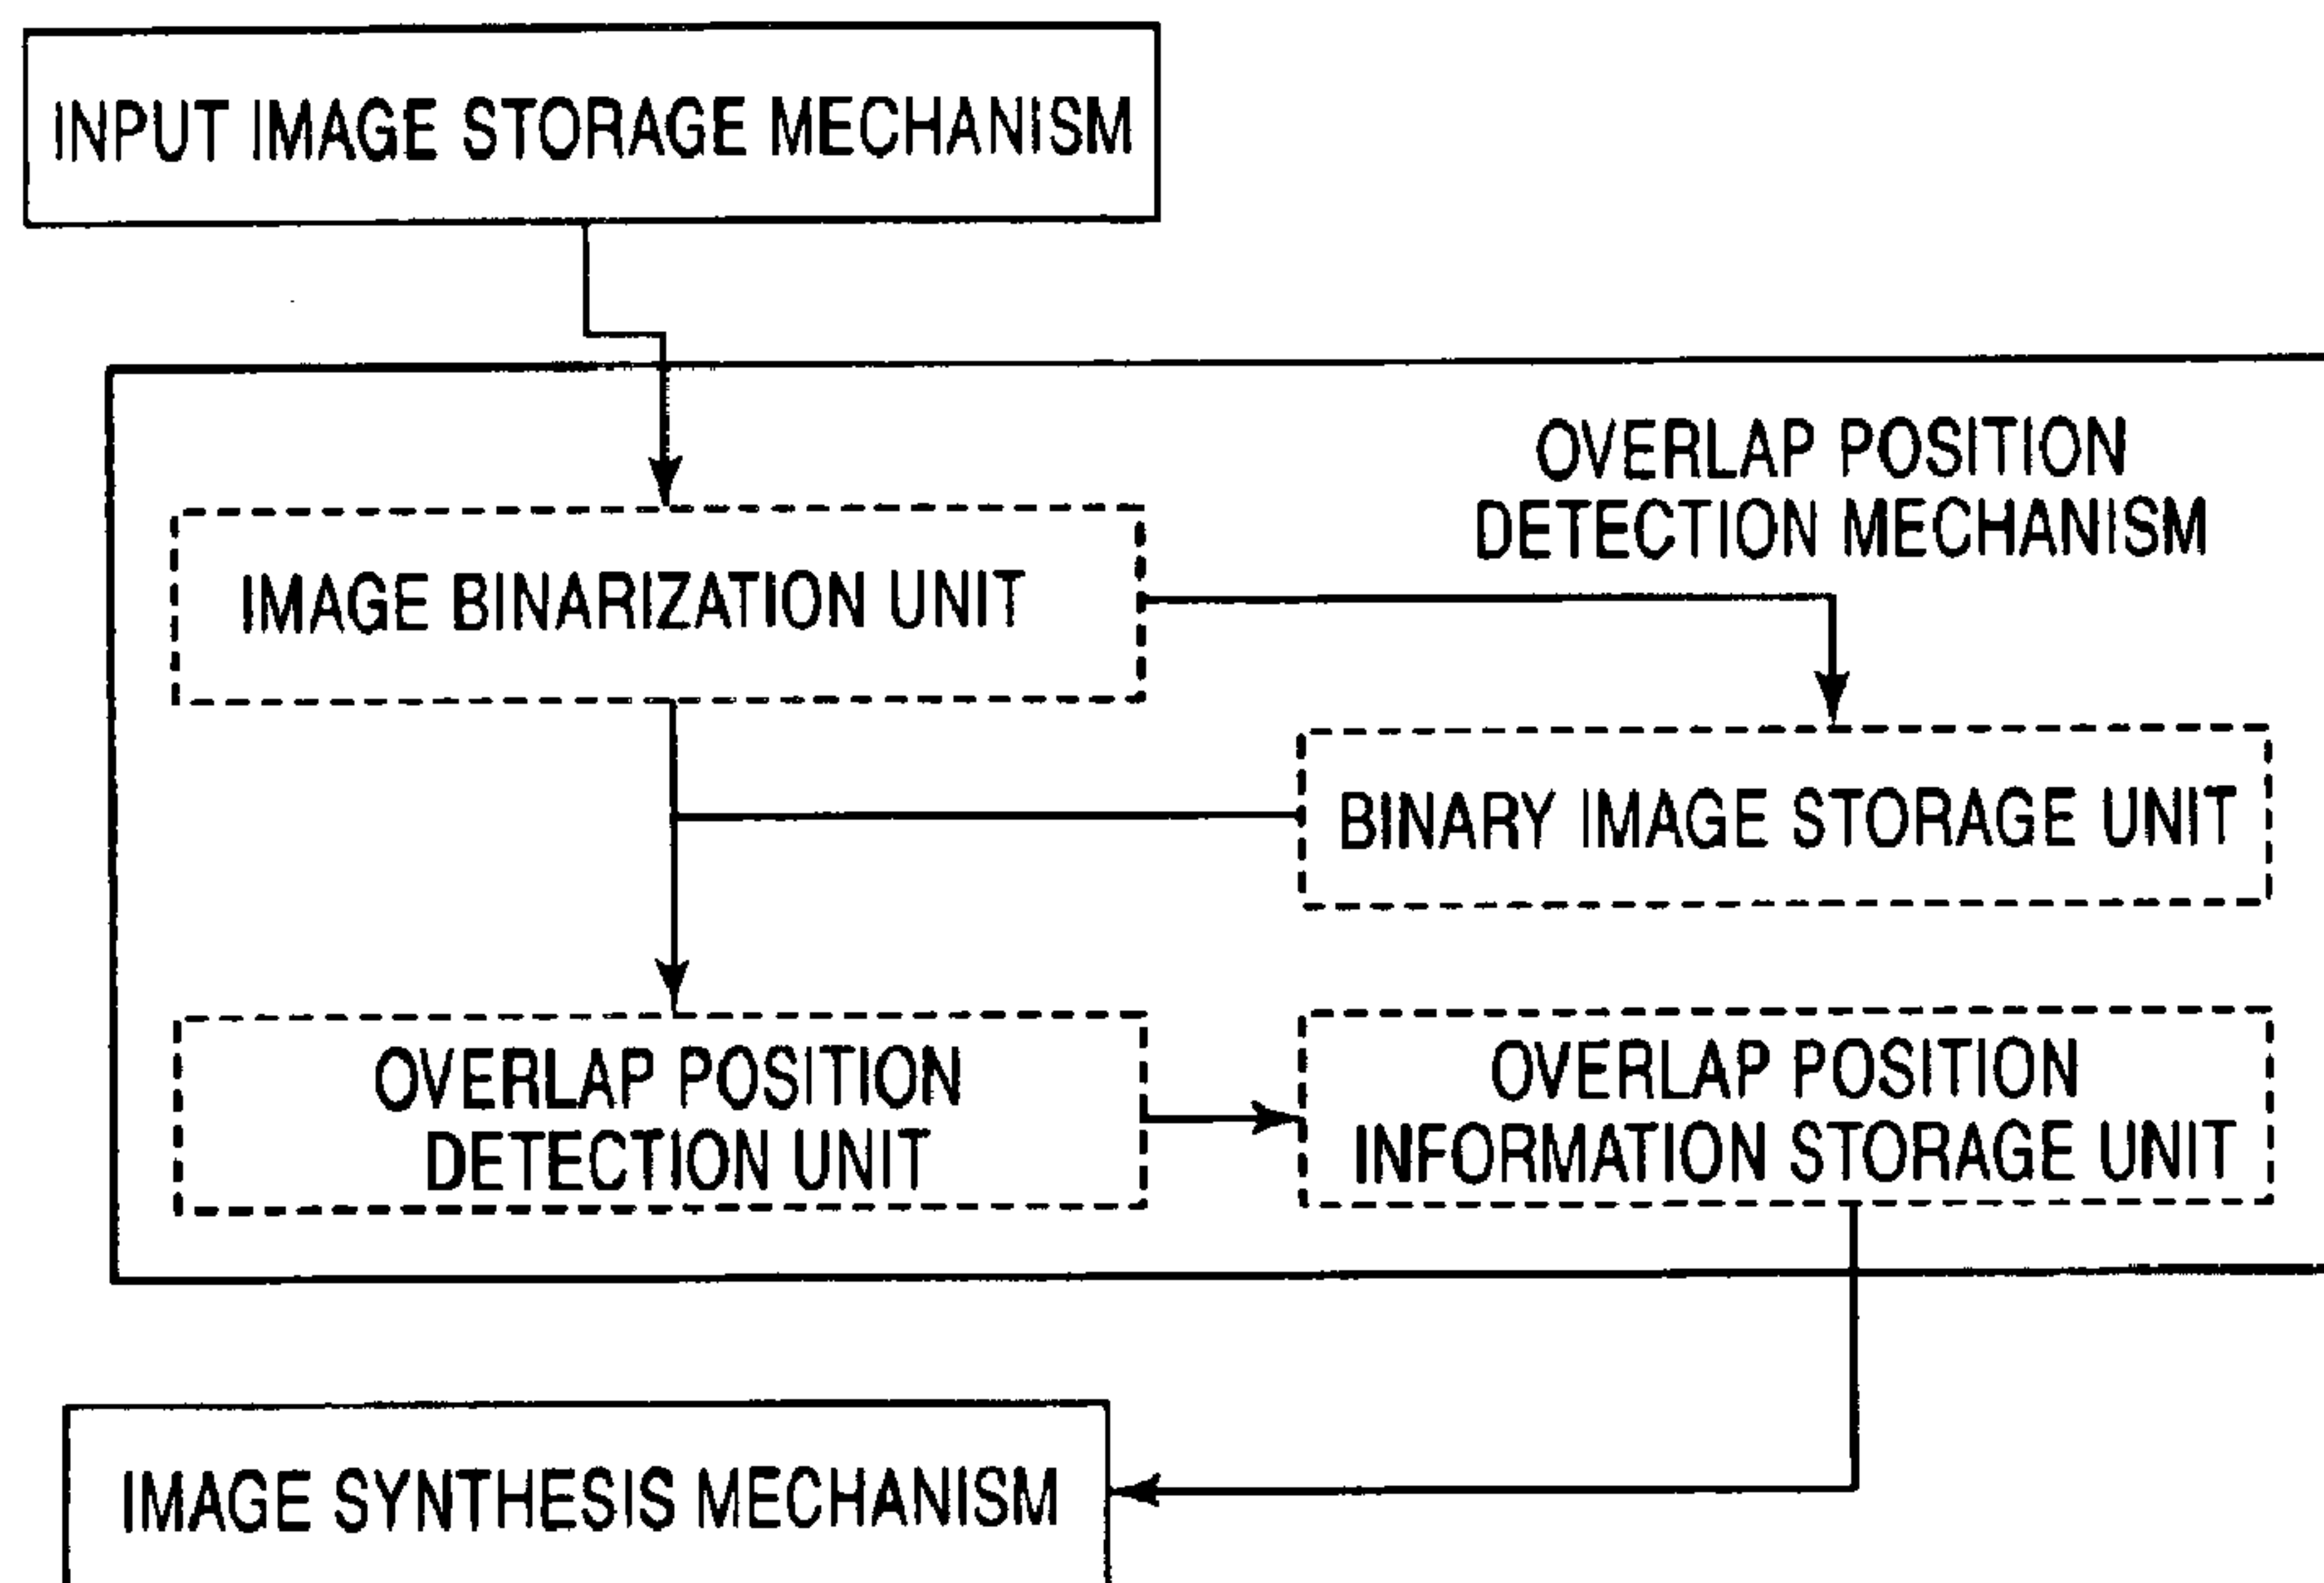 INPUT IMAGE STORAGE MECHANISM
OVERLAP POSITION
DETECTION MECHANISM
IMAGE BINARIZATION UNIT
BINARY IMAGE STORAGE UNIT
OVERLAP POSITION
DETECTION UNIT
OVERLAP POSITION
INFORMATION STORAGE UNIT
IMAGE SYNTHESIS MECHANISM